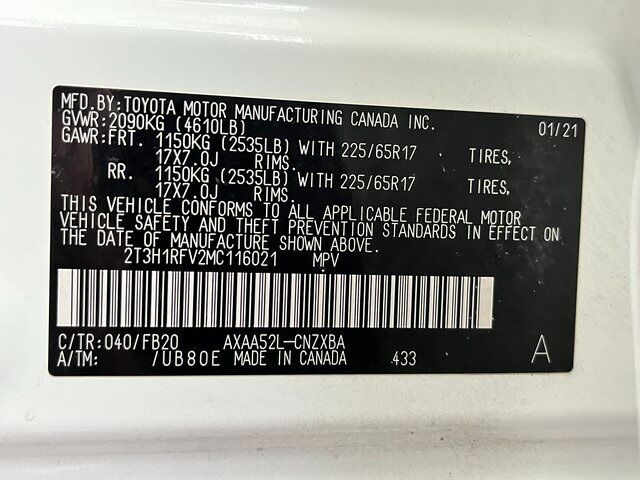 MFD.BY:TOYOTA MOTOR MANUFACTURING CANADA INC. 01/21
GVWR:2090KG (4610LB)
GAWR:FRT. 1150KG (2535LB) WITH 225/65R17 TIRES,
17X7.0J RIMS.
RR. 1150KG (2535LB) WITH 225/65R17 TIRES,
17X7.0J RIMS.
THIS VEHICLE CONFORMS TO ALL APPLICABLE FEDERAL MOTOR
VEHICLE SAFETY AND THEFT PREVENTION STANDARDS IN EFFECT ON
THE DATE OF MANUFACTURE SHOWN ABOVE.
2T3H1RFV2MC116021 MPV
C/TR:040/FB20 AXAA52L-CNZXBA
A/TM: /UB80E MADE IN CANADA 433 A